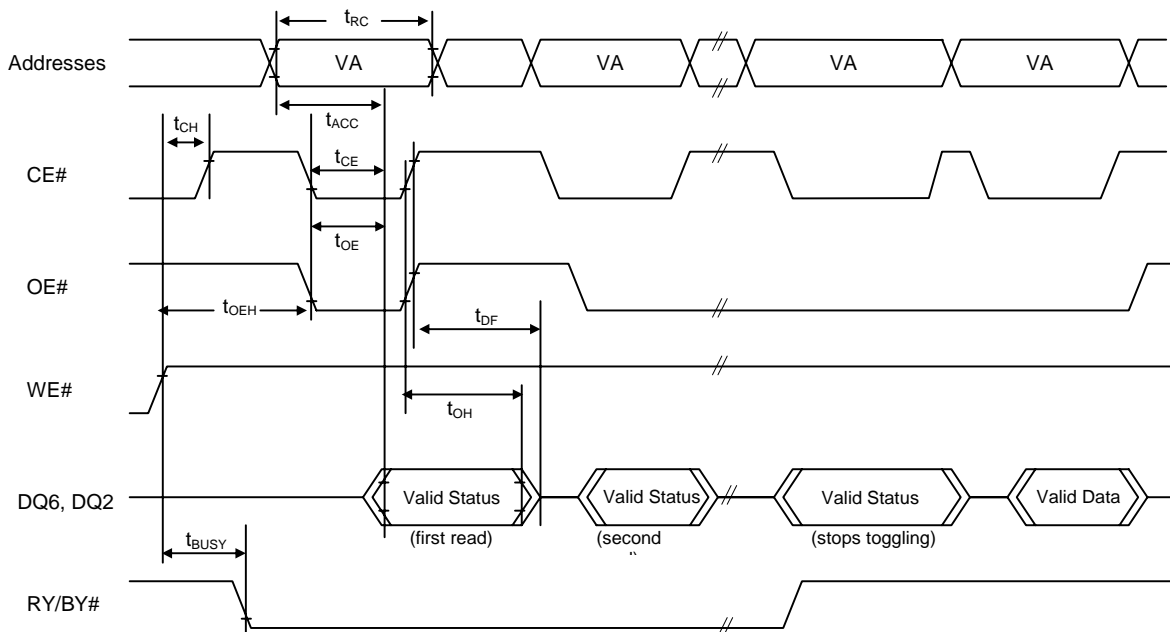 tRC
Addresses VA VA VA VA
tACC
tCH
tCE
CE#
tOE
OE#
tOEH
tDF
WE#
tOH
DQ6, DQ2 Valid Status Valid Status Valid Status Valid Data
(first read) (second (stops toggling)
tBUSY
RY/BY#